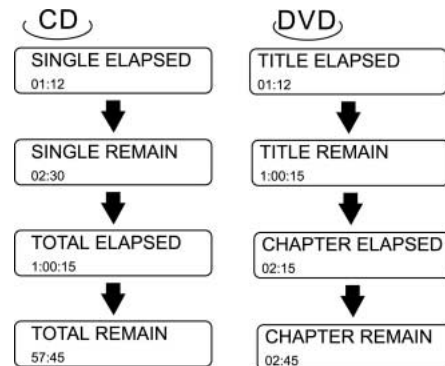 CD
SINGLE ELAPSED
01:12
SINGLE REMAIN
02:30
TOTAL ELAPSED
1:00:15
TOTAL REMAIN
57:45
DVD
TITLE ELAPSED
01:12
TITLE REMAIN
1:00:15
CHAPTER ELAPSED
02:15
CHAPTER REMAIN
02:45